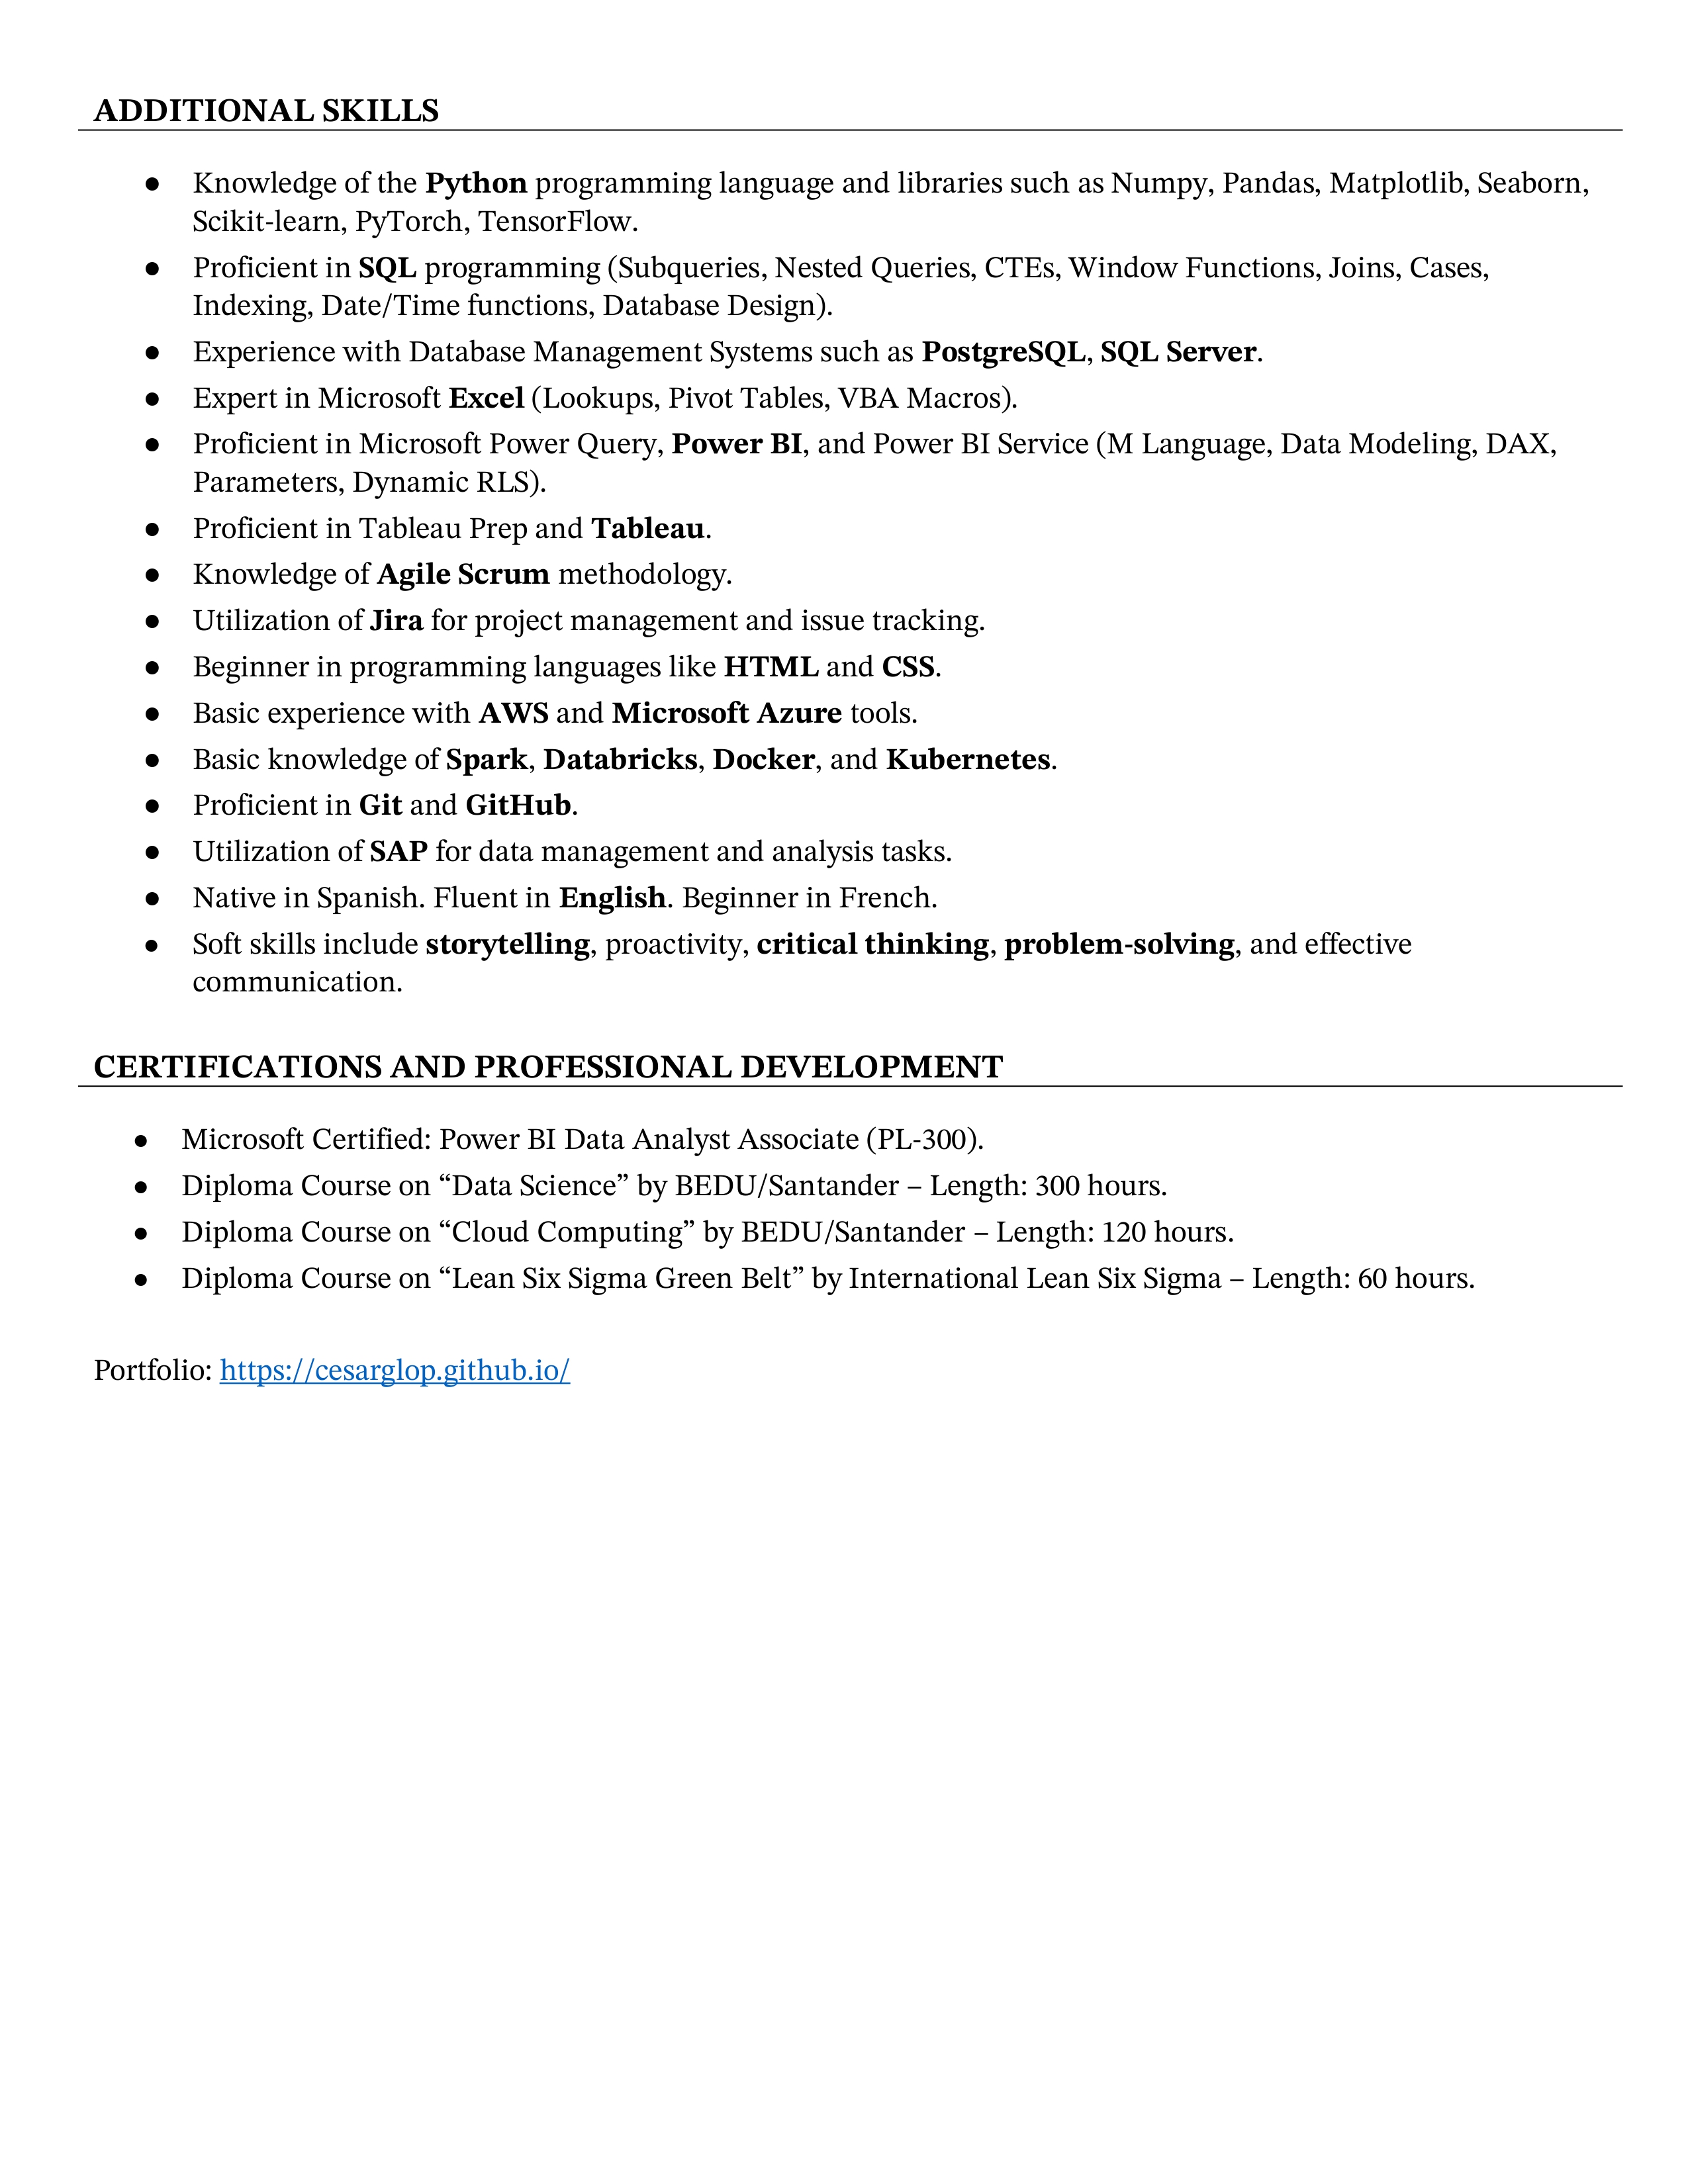 ADDITIONAL SKILLS
● Knowledge of the Python programming language and libraries such as Numpy, Pandas, Matplotlib, Seaborn,
Scikit-learn, PyTorch, TensorFlow.
● Proficient in SQL programming (Subqueries, Nested Queries, CTEs, Window Functions, Joins, Cases,
Indexing, Date/Time functions, Database Design).
● Experience with Database Management Systems such as PostgreSQL, SQL Server.
● Expert in Microsoft Excel (Lookups, Pivot Tables, VBA Macros).
● Proficient in Microsoft Power Query, Power BI, and Power BI Service (M Language, Data Modeling, DAX,
Parameters, Dynamic RLS).
● Proficient in Tableau Prep and Tableau.
● Knowledge of Agile Scrum methodology.
● Utilization of Jira for project management and issue tracking.
● Beginner in programming languages like HTML and CSS.
● Basic experience with AWS and Microsoft Azure tools.
● Basic knowledge of Spark, Databricks, Docker, and Kubernetes.
● Proficient in Git and GitHub.
● Utilization of SAP for data management and analysis tasks.
● Native in Spanish. Fluent in English. Beginner in French.
● Soft skills include storytelling, proactivity, critical thinking, problem-solving, and effective
communication.
CERTIFICATIONS AND PROFESSIONAL DEVELOPMENT
● Microsoft Certified: Power BI Data Analyst Associate (PL-300).
● Diploma Course on “Data Science” by BEDU/Santander – Length: 300 hours.
● Diploma Course on “Cloud Computing” by BEDU/Santander – Length: 120 hours.
● Diploma Course on “Lean Six Sigma Green Belt” by International Lean Six Sigma – Length: 60 hours.
Portfolio: https://cesarglop.github.io/